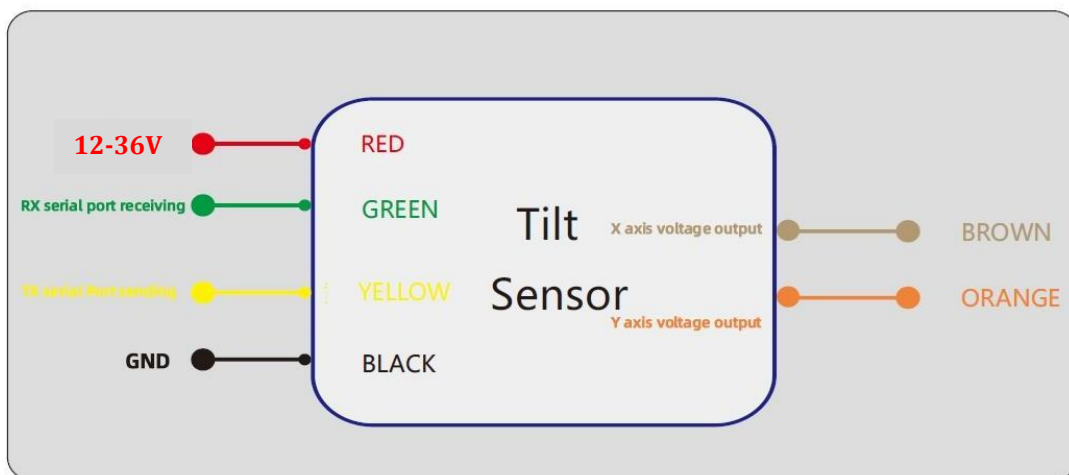 12-36V
RED
RX serial port receiving
GREEN
Tilt
X axis voltage output
BROWN
TX serial Port sending
YELLOW
Sensor
ORANGE
Y axis voltage output
GND
BLACK